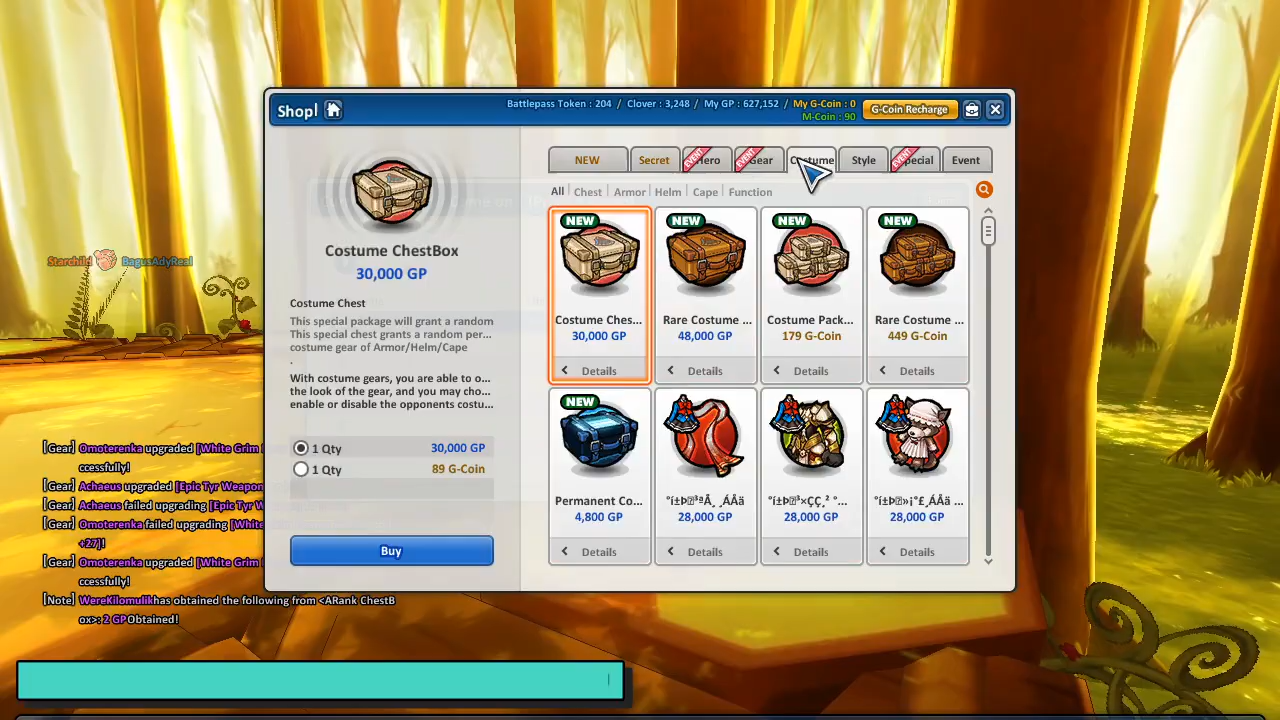 Shop!
Battlepass Token : 204 / Clover : 3,248 / My GP : 627,152 / My G-Coin : 0
M-Coin : 90
G-Coin Recharge
NEW Secret Hero Gear Costume Style Special Event
EVENT EVENT EVENT
All | Chest | Armor | Helm | Cape | Function
Costume ChestBox
30,000 GP
Costume Chest
This special package will grant a random
This special chest grants a random per...
costume gear of Armor/Helm/Cape
.
With costume gears, you are able to o...
the look of the gear, and you may cho...
enable or disable the opponents costu...
1 Qty 30,000 GP
1 Qty 89 G-Coin
Buy
NEW NEW NEW NEW
Costume Ches... Rare Costume ... Costume Pack... Rare Costume ...
30,000 GP 48,000 GP 179 G-Coin 449 G-Coin
Details Details Details Details
NEW
Permanent Co...
4,800 GP 28,000 GP 28,000 GP 28,000 GP
Details Details Details Details
Starchild BagusAdyReal
[Gear] Omoterenka upgraded [White Grim
ccessfully!
[Gear] Achaeus upgraded [Epic Tyr Weapon
[Gear] Achaeus failed upgrading [Epic Tyr W
[Gear] Omoterenka failed upgrading [White
+27]!
[Gear] Omoterenka upgraded [White Grim
ccessfully!
[Note] WereKilomulikhas obtained the following from <ARank ChestB
ox>: 2 GPObtained!